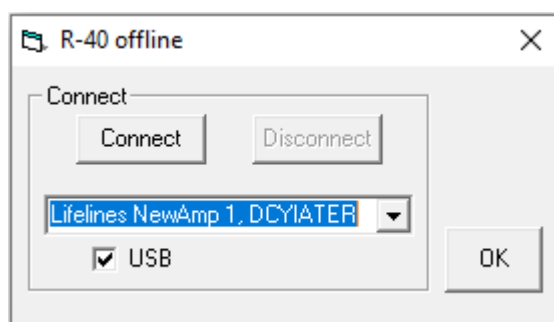 R-40 offline
Connect
Connect Disconnect
Lifelines NewAmp 1, DCYIATER
USB
OK